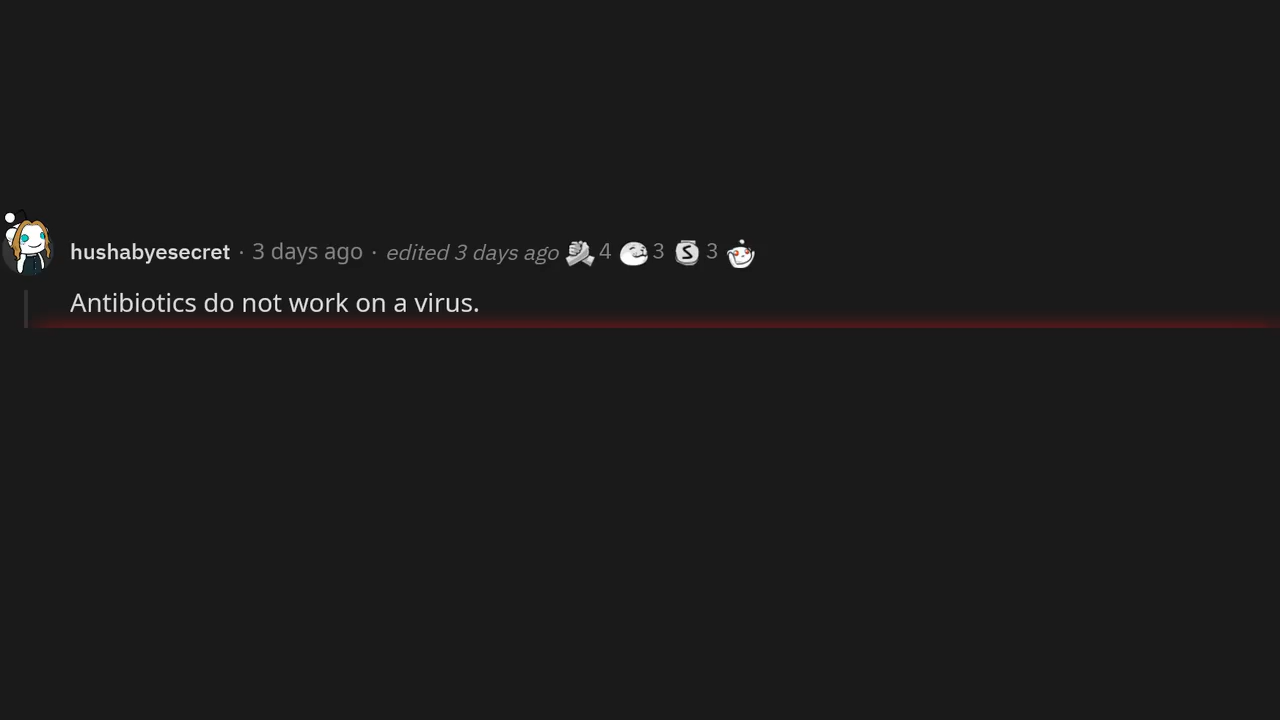 hushabyesecret · 3 days ago · edited 3 days ago 4 3 S 3
Antibiotics do not work on a virus.